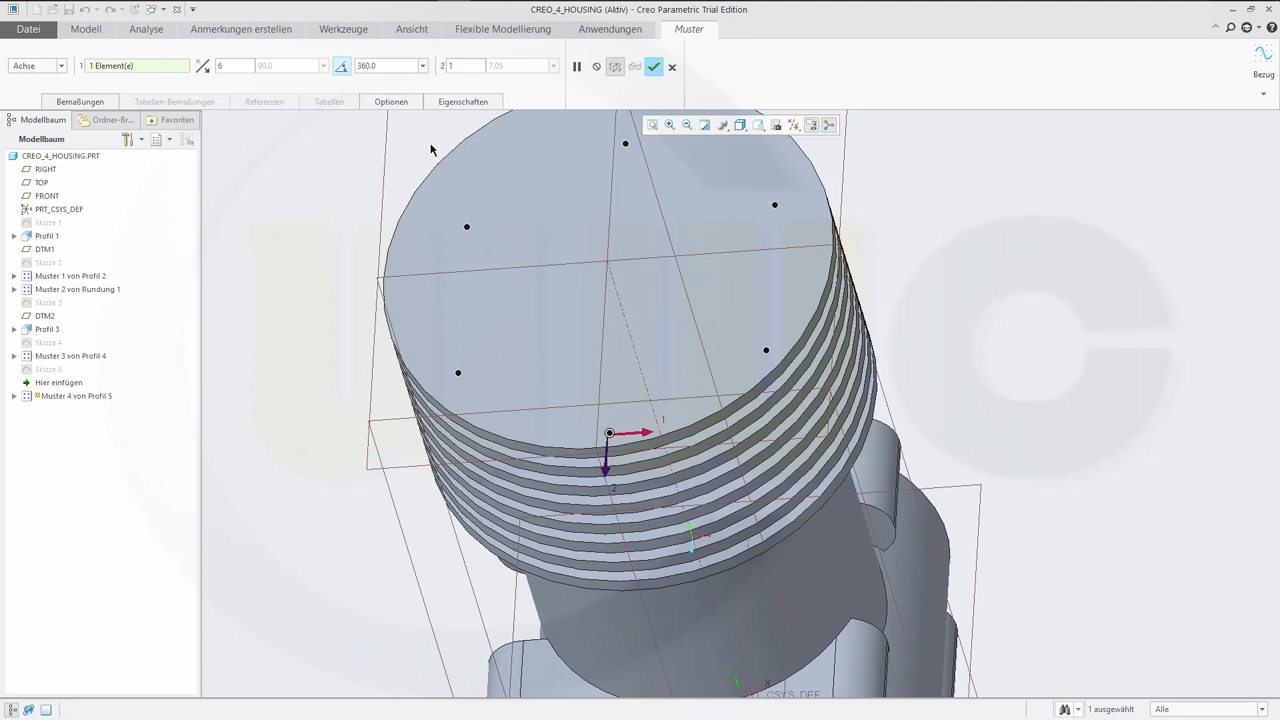 CREO_4_HOUSING (Aktiv) - Creo Parametric Trial Edition
Datei Modell Analyse Anmerkungen erstellen Werkzeuge Ansicht Flexible Modellierung Anwendungen Muster
Achse 1 1 Element(e) 6 90.0 360.0 2 1 7.05
Bezug
Bemaßungen Tabellen-Bemaßungen Referenzen Tabellen Optionen Eigenschaften
Modellbaum Ordner-Br... Favoriten
Modellbaum
CREO_4_HOUSING.PRT
RIGHT
TOP
FRONT
PRT_CSYS_DEF
Skizze 1
Profil 1
DTM1
Skizze 2
Muster 1 von Profil 2
Muster 2 von Rundung 1
Skizze 3
DTM2
Profil 3
Skizze 4
Muster 3 von Profil 4
Skizze 5
Hier einfügen
Muster 4 von Profil 5
1
2
Y
X
CSYS_DEF
1 ausgewählt Alle